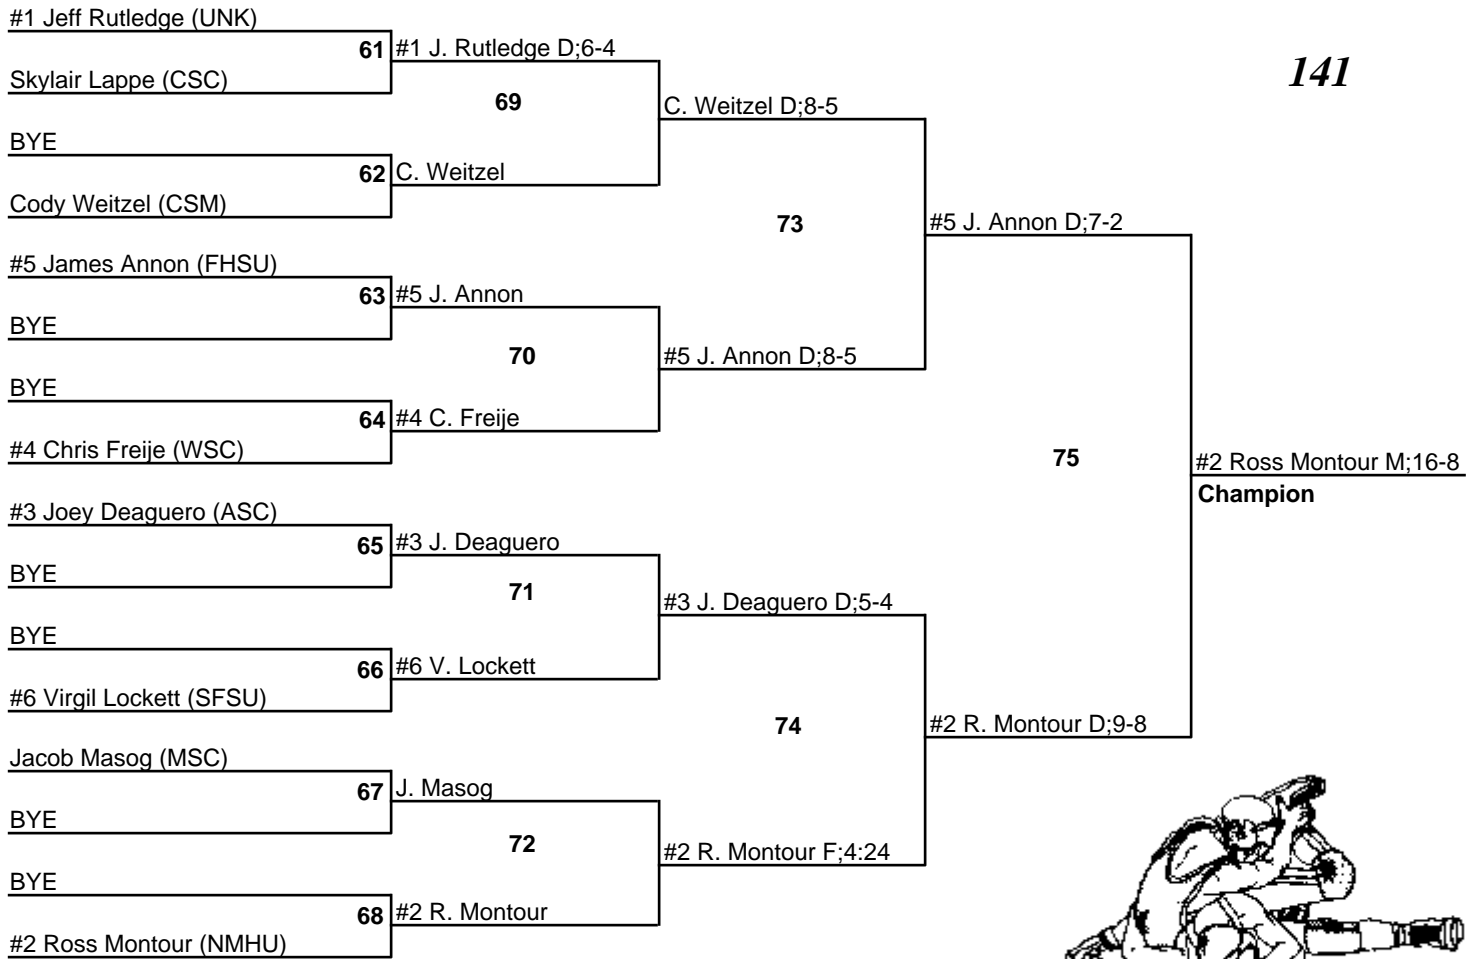 #1 Jeff Rutledge (UNK)
61
#1 J. Rutledge D;6-4
Skylair Lappe (CSC)
141
69
C. Weitzel D;8-5
BYE
62
C. Weitzel
Cody Weitzel (CSM)
73
#5 J. Annon D;7-2
#5 James Annon (FHSU)
63
#5 J. Annon
BYE
70
#5 J. Annon D;8-5
BYE
64
#4 C. Freije
#4 Chris Freije (WSC)
75
#2 Ross Montour M;16-8
Champion
#3 Joey Deaguero (ASC)
65
#3 J. Deaguero
BYE
71
#3 J. Deaguero D;5-4
BYE
66
#6 V. Lockett
#6 Virgil Lockett (SFSU)
74
#2 R. Montour D;9-8
Jacob Masog (MSC)
67
J. Masog
BYE
72
#2 R. Montour F;4:24
BYE
68
#2 R. Montour
#2 Ross Montour (NMHU)